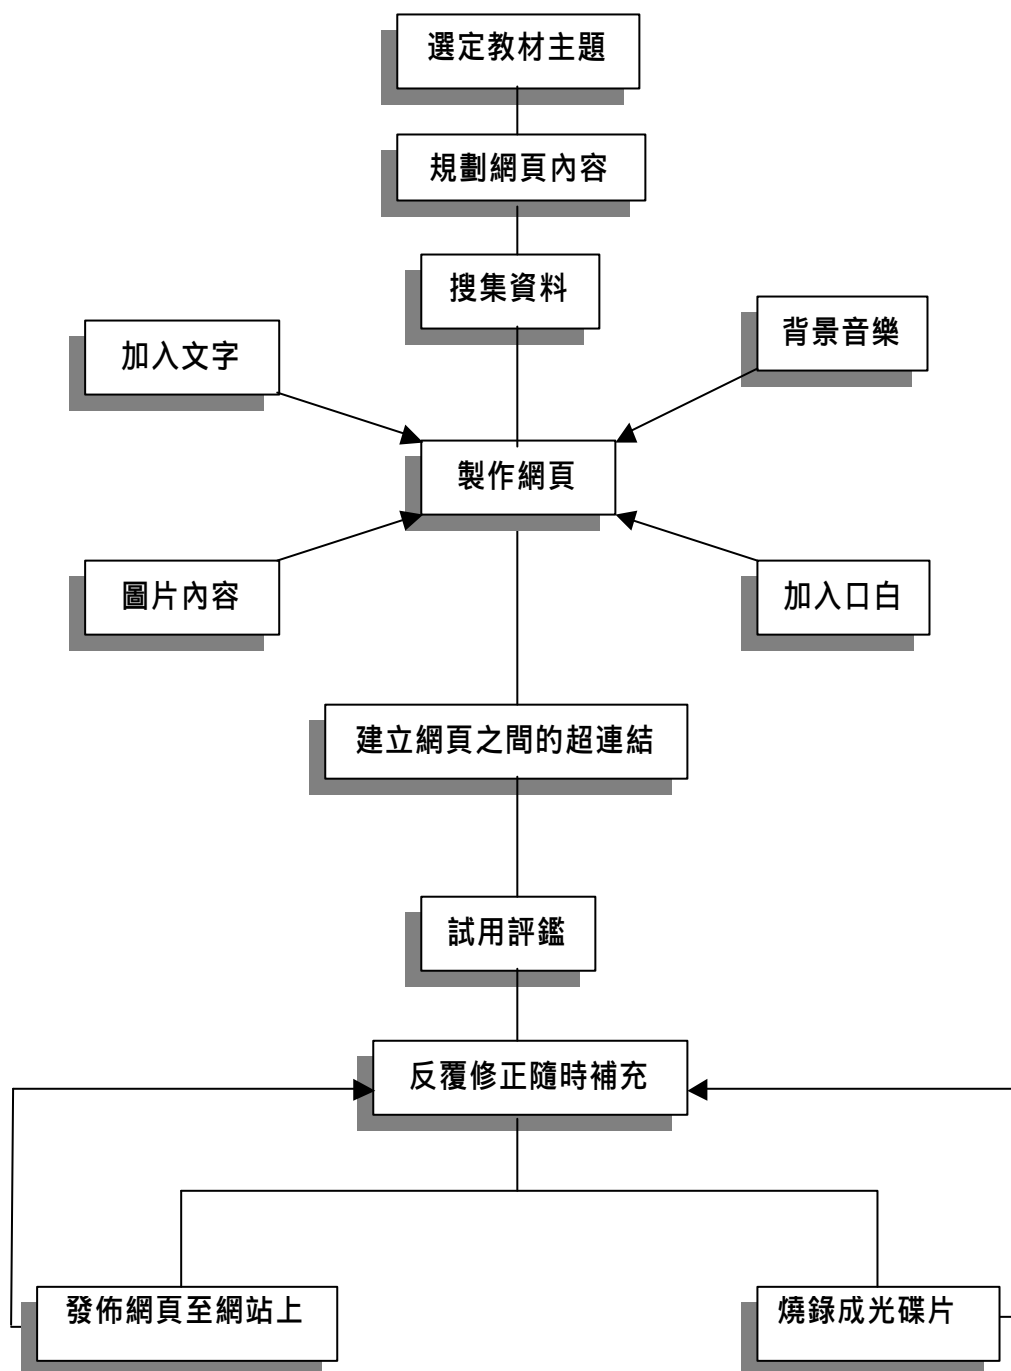 選定教材主題
規劃網頁內容
搜集資料
背景音樂
加入文字
製作網頁
圖片內容
加入口白
建立網頁之間的超連結
試用評鑑
反覆修正隨時補充
發佈網頁至網站上
燒錄成光碟片